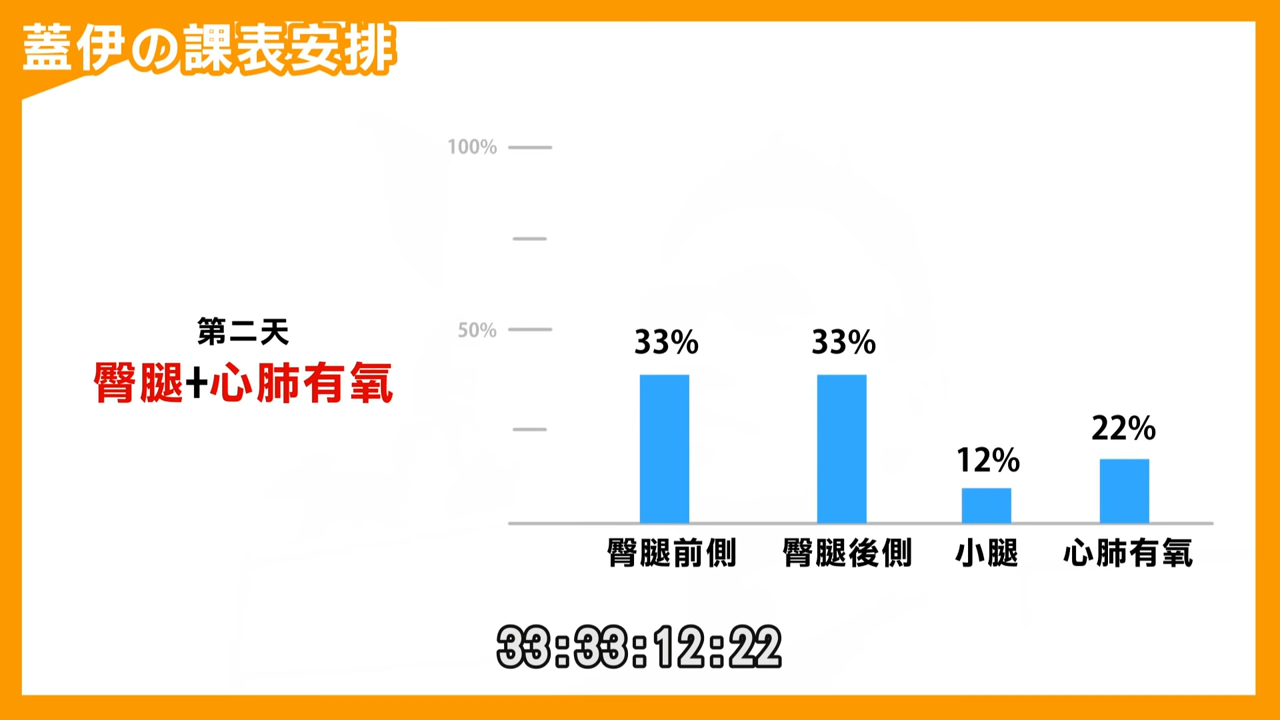 蓋伊の課表安排
第二天
臀腿+心肺有氧
100%
50%
33%
33%
12%
22%
臀腿前側
臀腿後側
小腿
心肺有氧
33:33:12:22